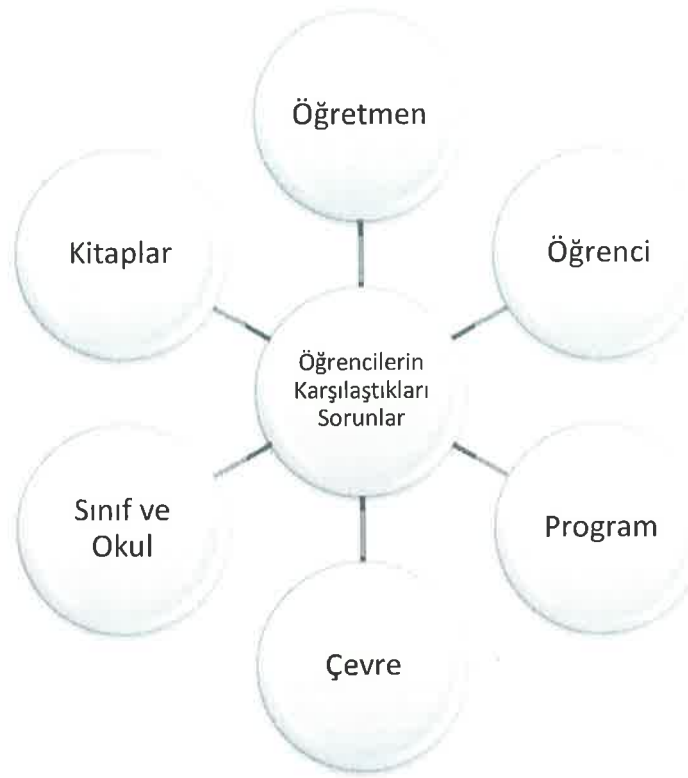 Öğretmen
Kitaplar
Öğrenci
Öğrencilerin
Karşılaştıkları
Sorunlar
Sınıf ve
Okul
Program
Çevre